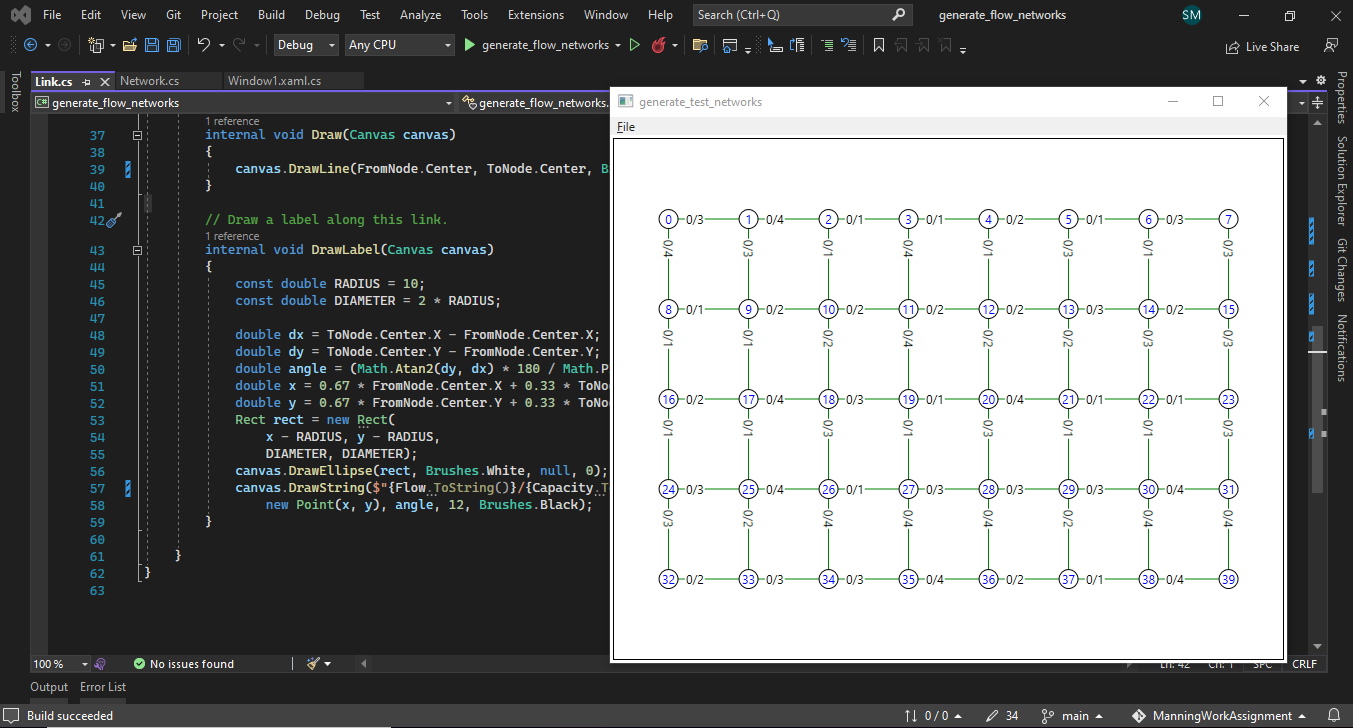 File Edit View Git Project Build Debug Test Analyze Tools Extensions Window Help Search (Ctrl+Q) generate_flow_networks SM
Debug Any CPU generate_flow_networks Live Share
Toolbox
Link.cs Network.cs Window1.xaml.cs
C# generate_flow_networks generate_flow_networks.
1 reference
37 internal void Draw(Canvas canvas)
38 {
39 canvas.DrawLine(FromNode.Center, ToNode.Center, B
40 }
41
42 // Draw a label along this link.
1 reference
43 internal void DrawLabel(Canvas canvas)
44 {
45 const double RADIUS = 10;
46 const double DIAMETER = 2 * RADIUS;
47
48 double dx = ToNode.Center.X - FromNode.Center.X;
49 double dy = ToNode.Center.Y - FromNode.Center.Y;
50 double angle = (Math.Atan2(dy, dx) * 180 / Math.P
51 double x = 0.67 * FromNode.Center.X + 0.33 * ToNo
52 double y = 0.67 * FromNode.Center.Y + 0.33 * ToNo
53 Rect rect = new Rect(
54 x - RADIUS, y - RADIUS,
55 DIAMETER, DIAMETER);
56 canvas.DrawEllipse(rect, Brushes.White, null, 0);
57 canvas.DrawString($"{Flow.ToString()}/{Capacity.T
58 new Point(x, y), angle, 12, Brushes.Black);
59 }
60
61 }
62 }
63
generate_test_networks
File
0 0/3 1 0/4 2 0/1 3 0/1 4 0/2 5 0/1 6 0/3 7
0/4 0/3 0/1 0/4 0/1 0/1 0/1 0/3
8 0/1 9 0/2 10 0/2 11 0/2 12 0/2 13 0/3 14 0/2 15
0/1 0/1 0/2 0/4 0/3 0/2 0/1 0/3
16 0/2 17 0/4 18 0/3 19 0/1 20 0/4 21 0/1 22 0/1 23
0/1 0/1 0/3 0/1 0/3 0/1 0/1 0/3
24 0/3 25 0/4 26 0/1 27 0/3 28 0/3 29 0/3 30 0/4 31
0/3 0/2 0/4 0/4 0/4 0/2 0/4 0/4
32 0/2 33 0/3 34 0/3 35 0/4 36 0/2 37 0/1 38 0/4 39
Properties
Solution Explorer
Git Changes
Notifications
100 % No issues found Ln: 42 Ch: 1 SPC CRLF
Output Error List
Build succeeded 0 / 0 34 main ManningWorkAssignment